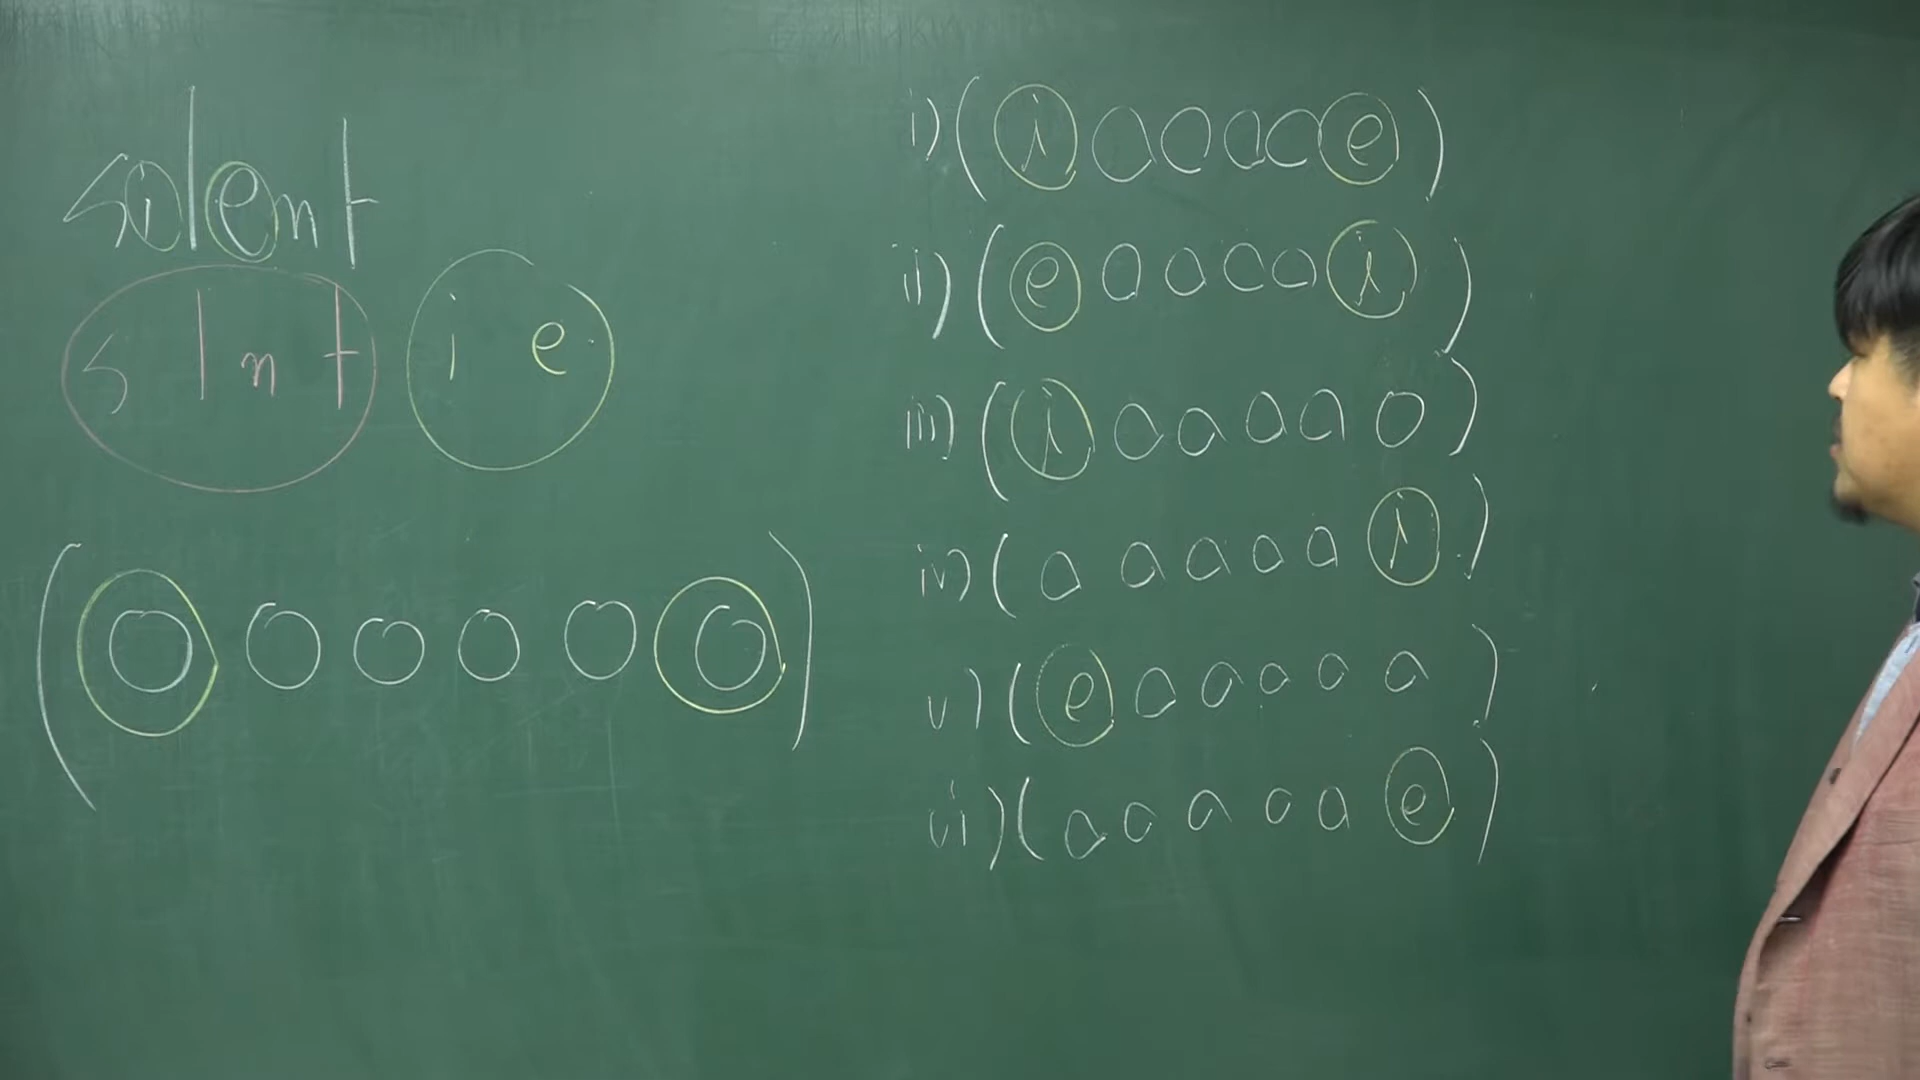 silent
s l n t i e
( ○ ○ ○ ○ ○ ○ )
i) ( i ○ ○ ○ ○ e )
ii) ( e ○ ○ ○ ○ i )
iii) ( i ○ ○ ○ ○ ○ )
iv) ( ○ ○ ○ ○ ○ i )
v) ( e ○ ○ ○ ○ ○ )
vi) ( ○ ○ ○ ○ ○ e )